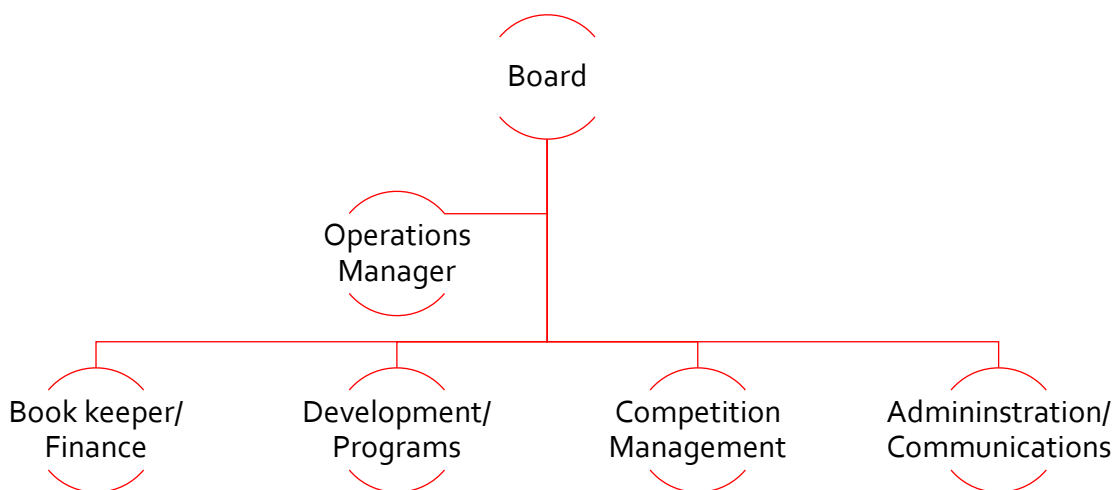 Board
Operations
Manager
Book keeper/
Finance
Development/
Programs
Competition
Management
Admininstration/
Communications